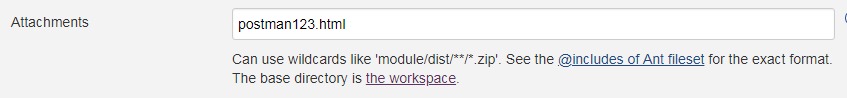 Attachments
postman123.html
Can use wildcards like 'module/dist/**/*.zip'. See the @includes of Ant fileset for the exact format.
The base directory is the workspace.